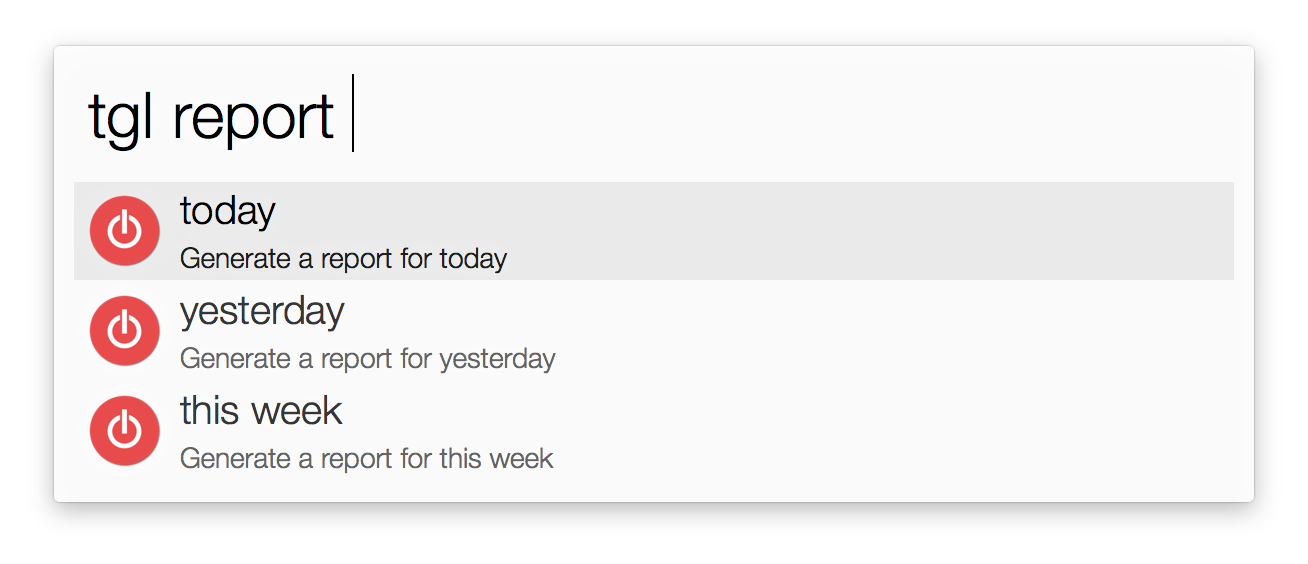 tgl report
today
Generate a report for today
yesterday
Generate a report for yesterday
this week
Generate a report for this week